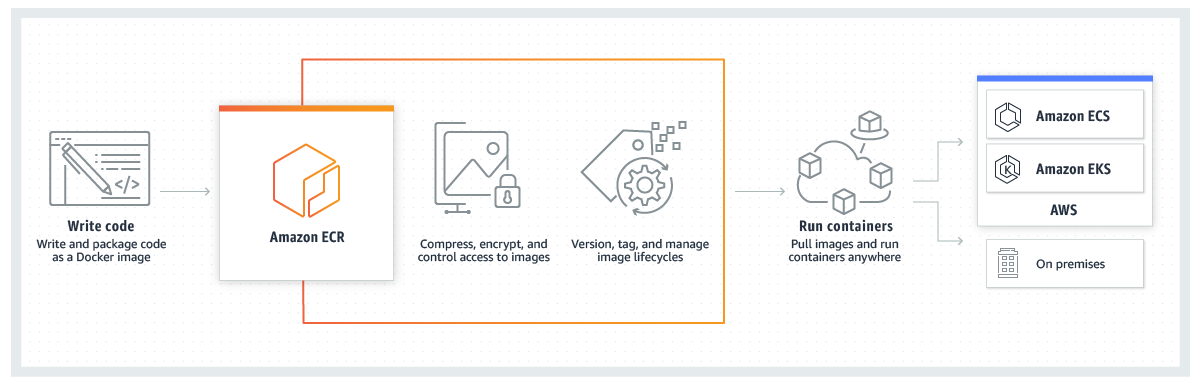 Write code
Write and package code
as a Docker image
</>
Amazon ECR
Compress, encrypt, and
control access to images
Version, tag, and manage
image lifecycles
Run containers
Pull images and run
containers anywhere
Amazon ECS
K
Amazon EKS
AWS
On premises